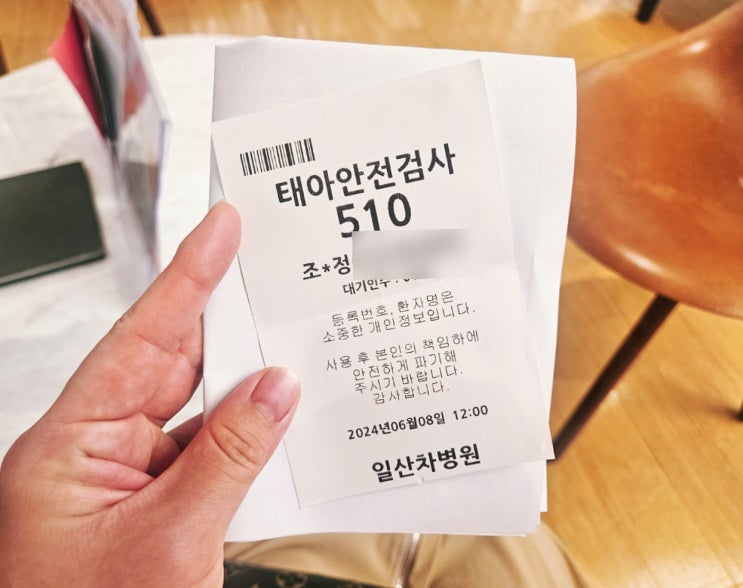 태아안전검사
510
조*정
대기인수 :
등록번호, 환자명은
소중한 개인정보입니다.
사용 후 본인의 책임하에
안전하게 파기해
주시기 바랍니다.
감사합니다.
2024년06월08일 12:00
일산차병원